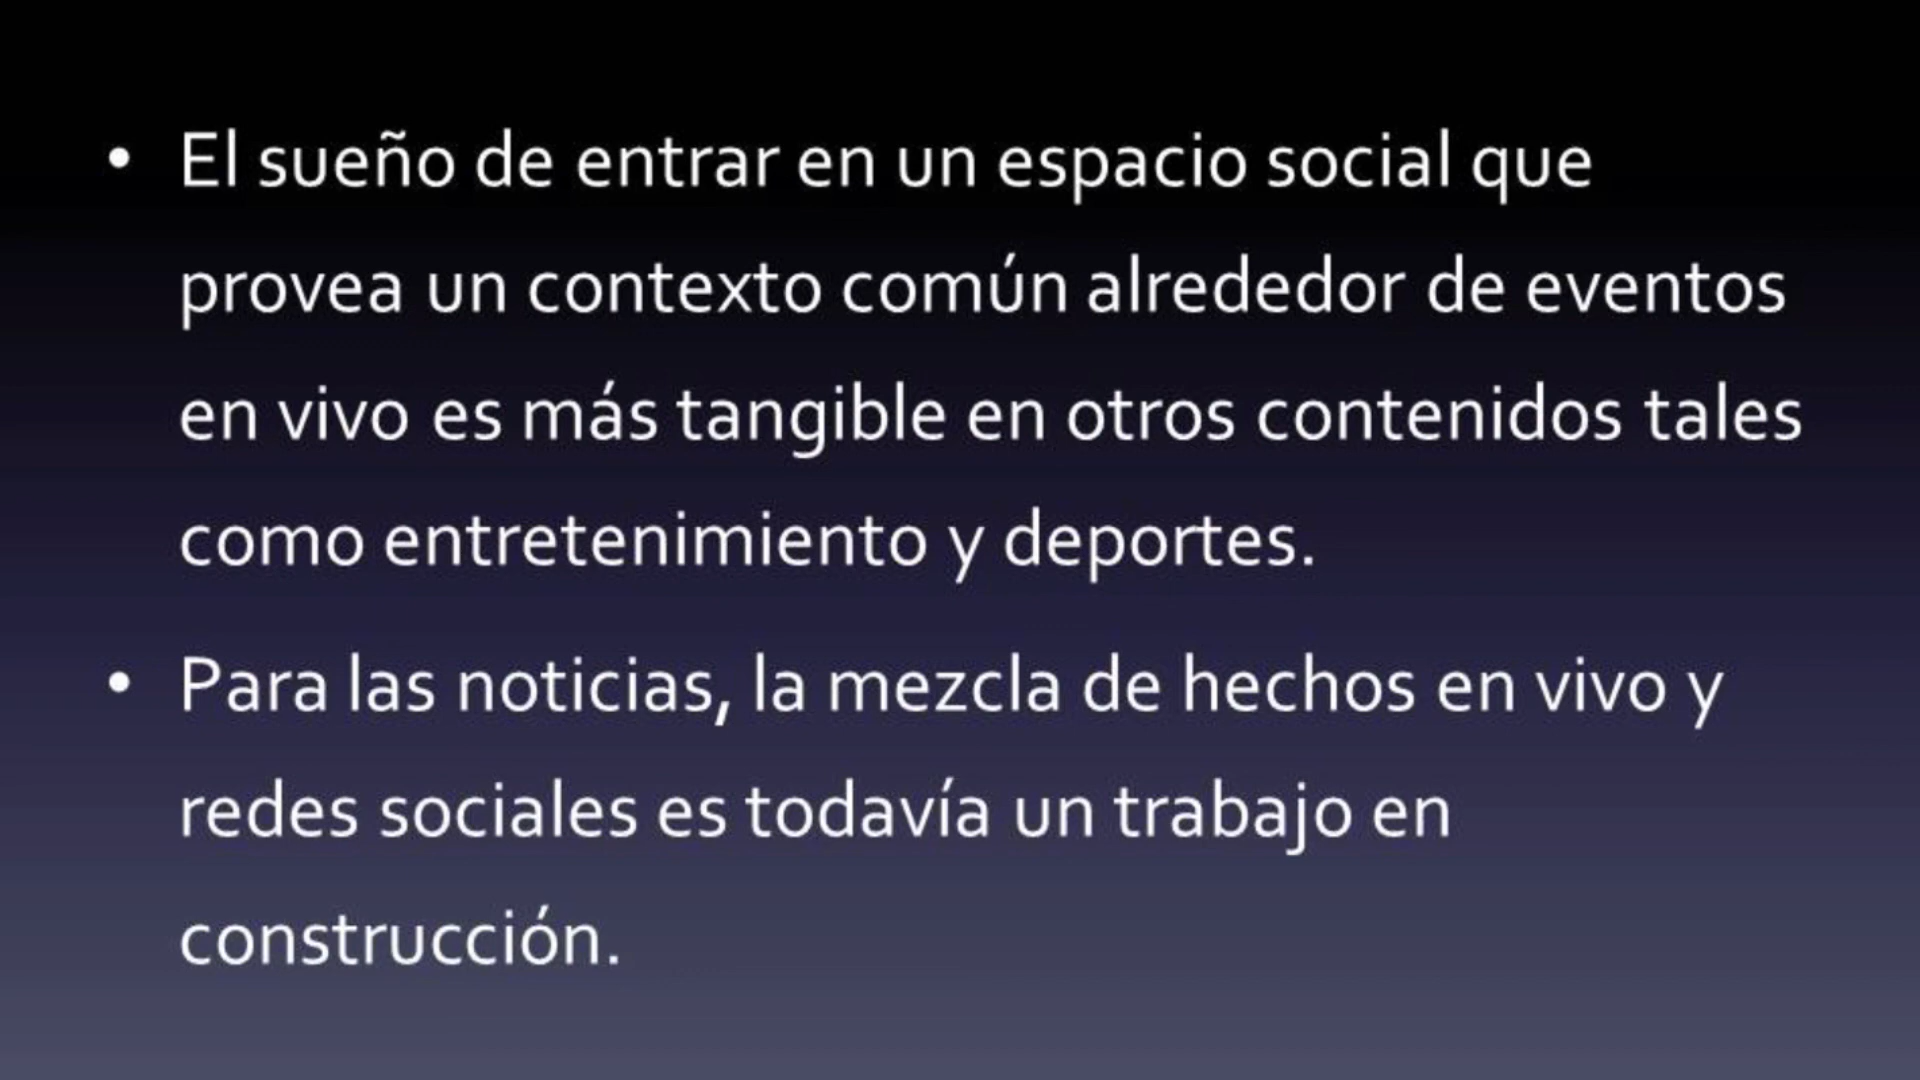 • El sueño de entrar en un espacio social que
provea un contexto común alrededor de eventos
en vivo es más tangible en otros contenidos tales
como entretenimiento y deportes.
• Para las noticias, la mezcla de hechos en vivo y
redes sociales es todavía un trabajo en
construcción.